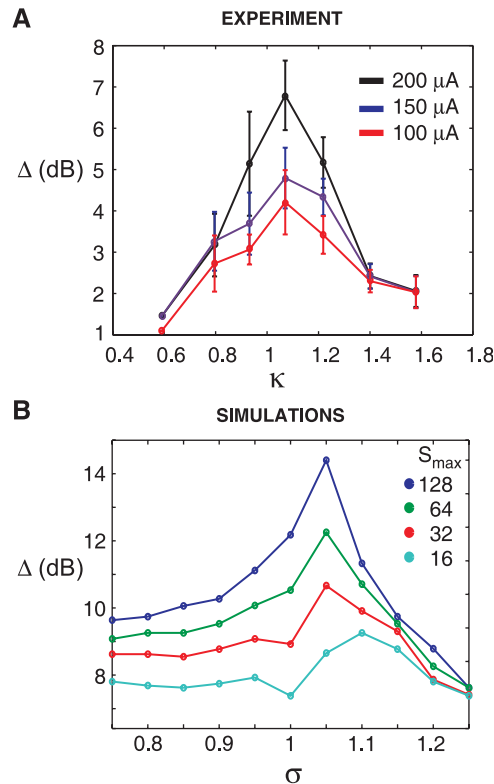 A
EXPERIMENT
8
7
6
5
4
3
2
1
Δ (dB)
200 μA
150 μA
100 μA
0.4 0.6 0.8 1 1.2 1.4 1.6 1.8
κ
B
SIMULATIONS
14
12
10
8
Δ (dB)
Smax
128
64
32
16
0.8 0.9 1 1.1 1.2
σ